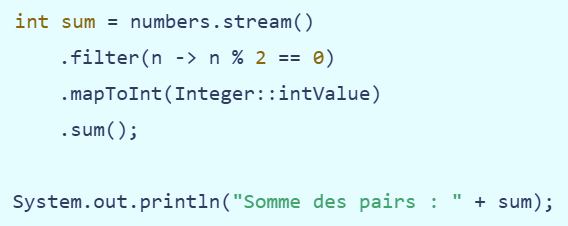 int sum = numbers.stream()
    .filter(n -> n % 2 == 0)
    .mapToInt(Integer::intValue)
    .sum();

System.out.println("Somme des pairs : " + sum);